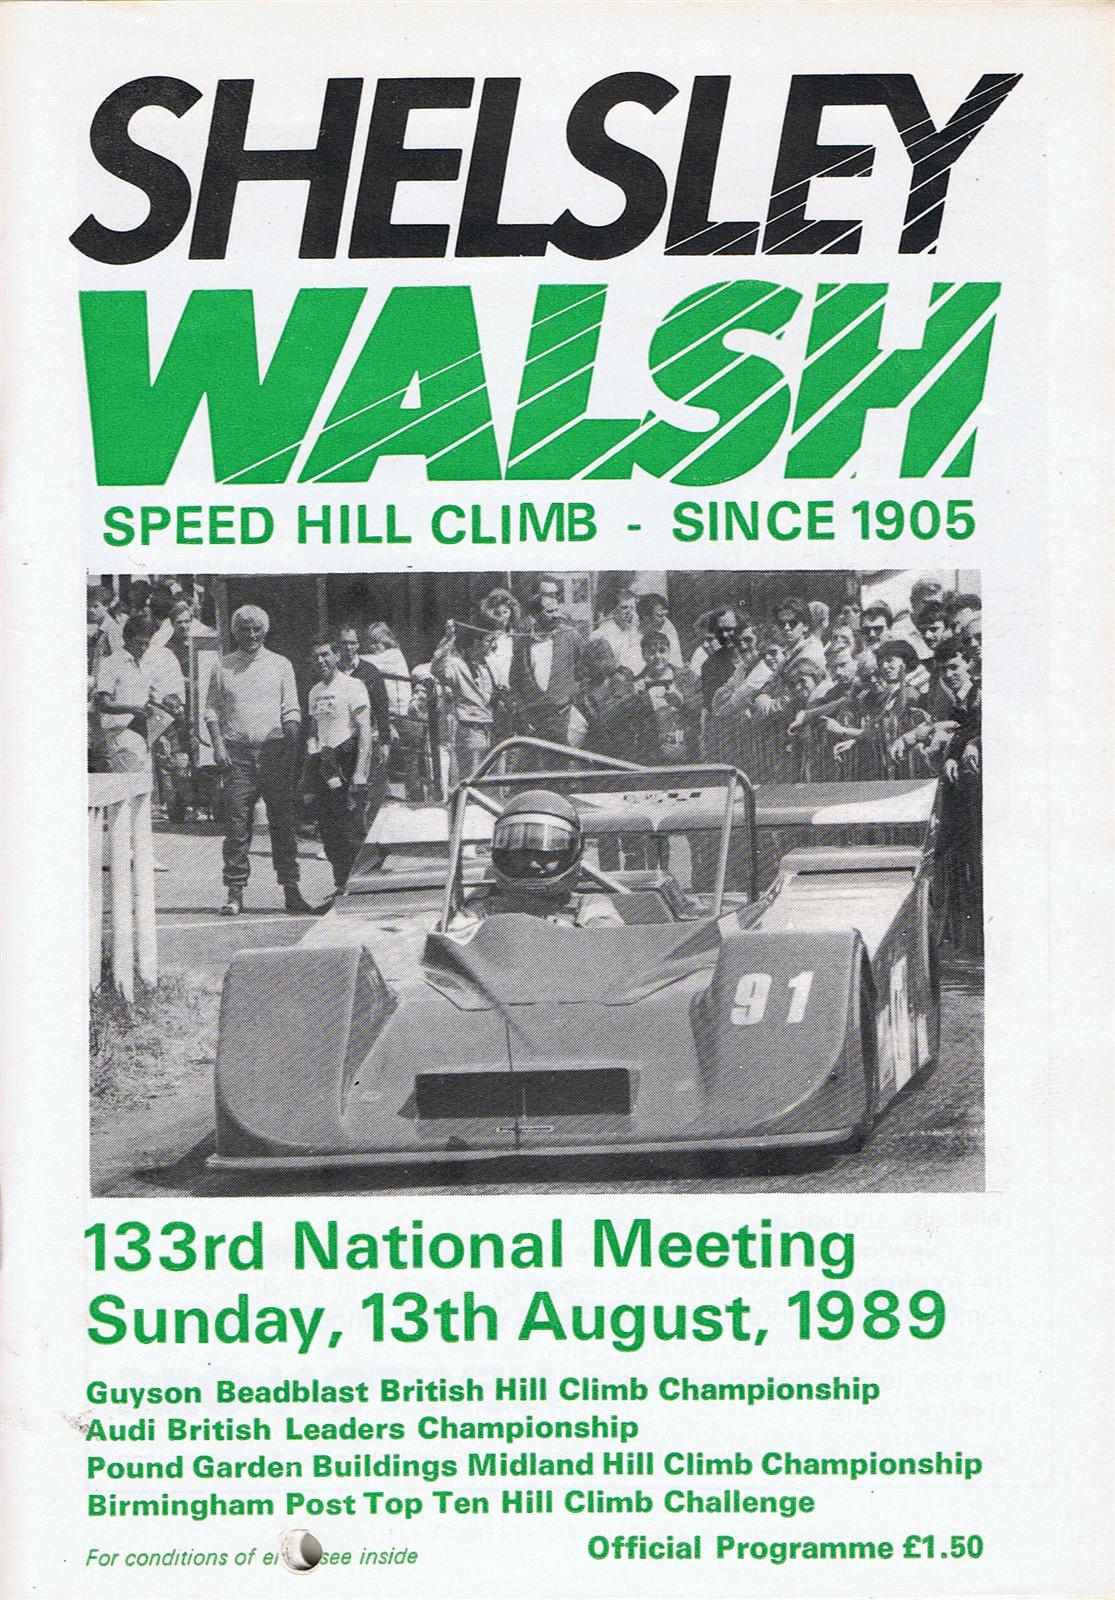 SHELSLEY
WALSH
SPEED HILL CLIMB - SINCE 1905
91
133rd National Meeting
Sunday, 13th August, 1989
Guyson Beadblast British Hill Climb Championship
Audi British Leaders Championship
Pound Garden Buildings Midland Hill Climb Championship
Birmingham Post Top Ten Hill Climb Challenge
For conditions of see inside
Official Programme £1.50